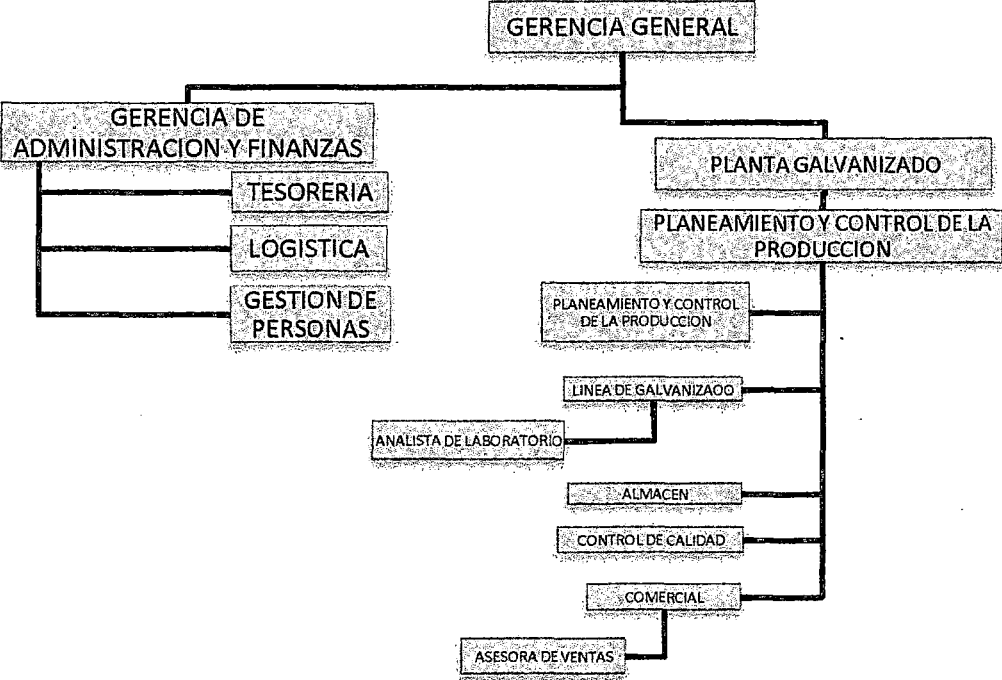 GERENCIA GENERAL
GERENCIA DE
ADMINISTRACION Y FINANZAS
TESORERIA
LOGISTICA
GESTION DE
PERSONAS
PLANTA GALVANIZADO
PLANEAMIENTO Y CONTROL DE LA
PRODUCCION
PLANEAMIENTO Y CONTROL
DE LA PRODUCCION
LINEA DE GALVANIZADO
ANALISTA DE LABORATORIO
ALMACEN
CONTROL DE CALIDAD
COMERCIAL
ASESORA DE VENTAS